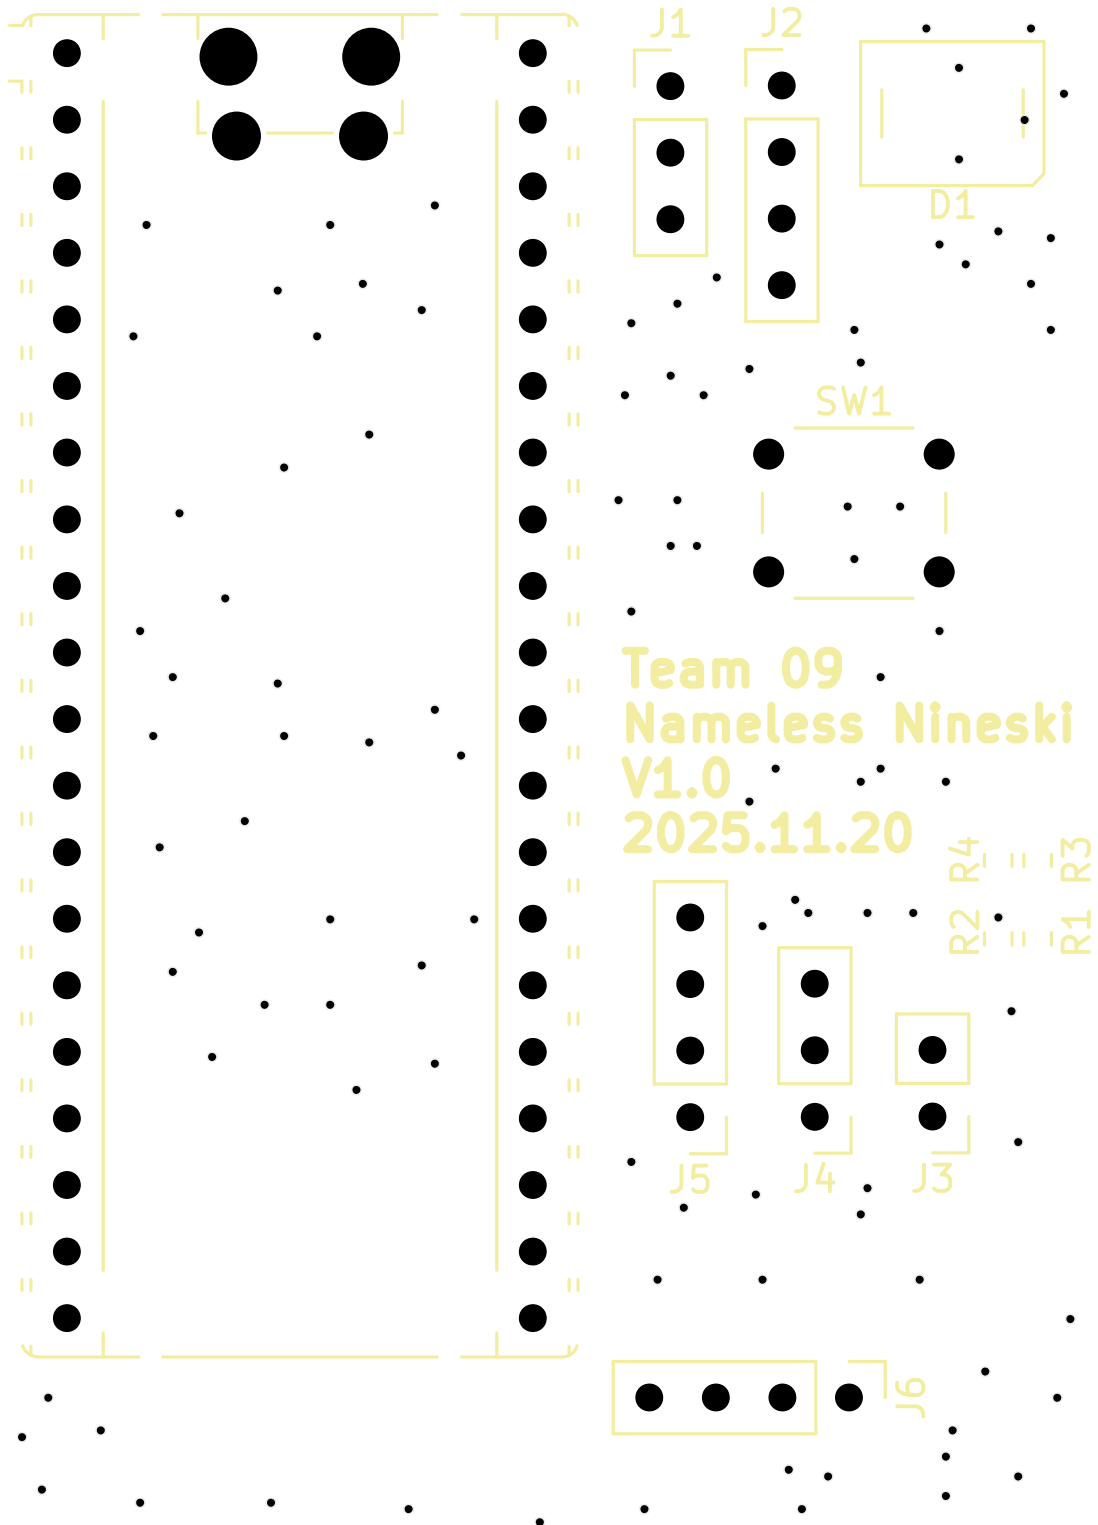 J1
J2
D1
SW1
Team 09
Nameless Nineski
V1.0
2025.11.20
R4
R3
R2
R1
J5
J4
J3
J6